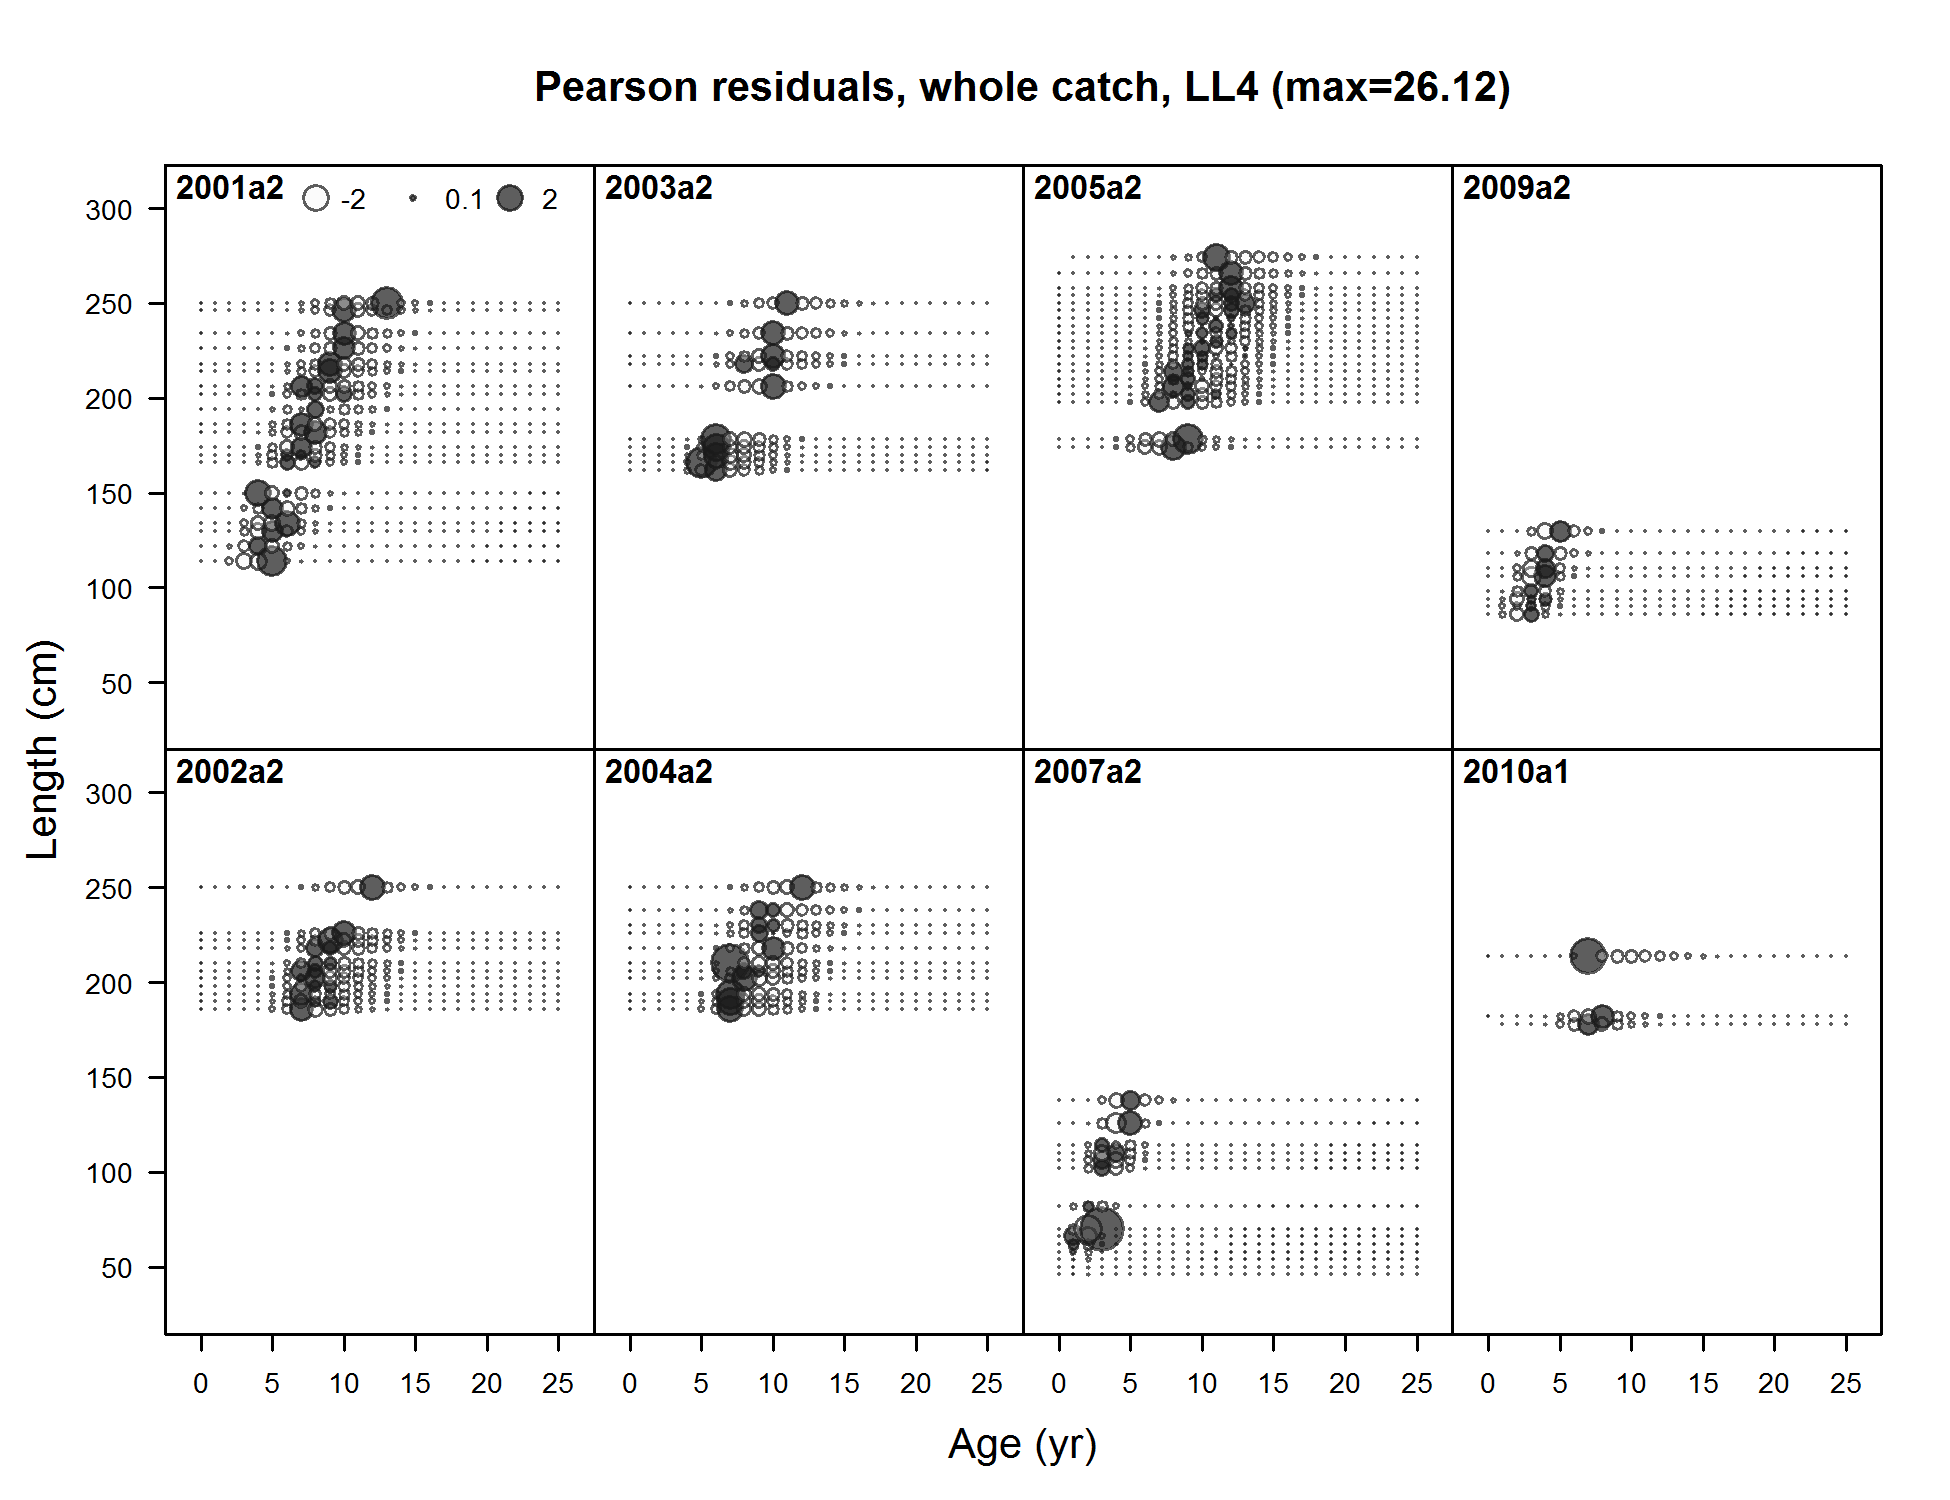 Pearson residuals, whole catch, LL4 (max=26.12)
2001a2 -2 0.1 2
2003a2
2005a2
2009a2
300
250
200
150
100
50
Length (cm)
2002a2
2004a2
2007a2
2010a1
300
250
200
150
100
50
0 5 10 15 20 25 0 5 10 15 20 25 0 5 10 15 20 25 0 5 10 15 20 25
Age (yr)